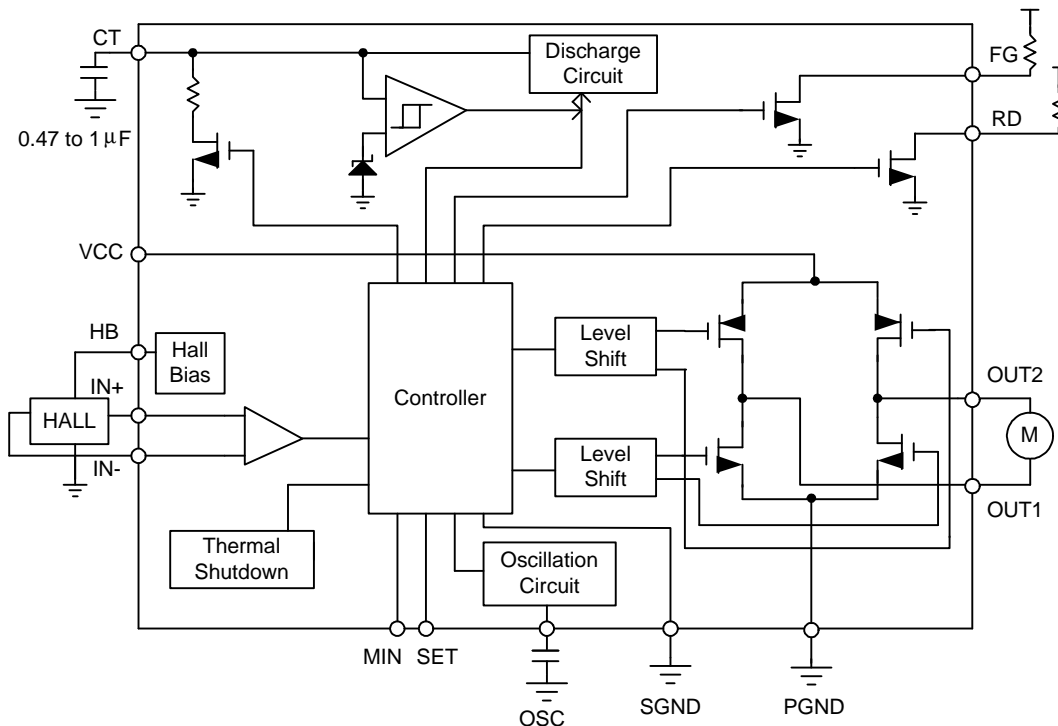 CT
Discharge
Circuit
FG
RD
0.47 to 1μF
VCC
HB
Hall
Bias
IN+
HALL
IN-
Controller
Level
Shift
Level
Shift
OUT2
M
OUT1
Thermal
Shutdown
Oscillation
Circuit
MIN
SET
OSC
SGND
PGND